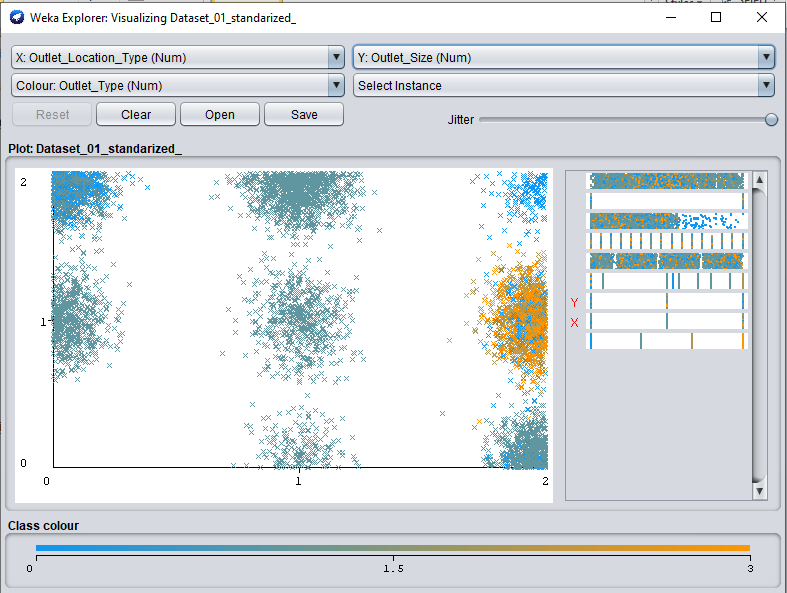 Weka Explorer: Visualizing Dataset_01_standarized_
X: Outlet_Location_Type (Num)
Y: Outlet_Size (Num)
Colour: Outlet_Type (Num)
Select Instance
Reset
Clear
Open
Save
Jitter
Plot: Dataset_01_standarized_
2
1
0
0
1
2
Y
X
Class colour
0
1.5
3